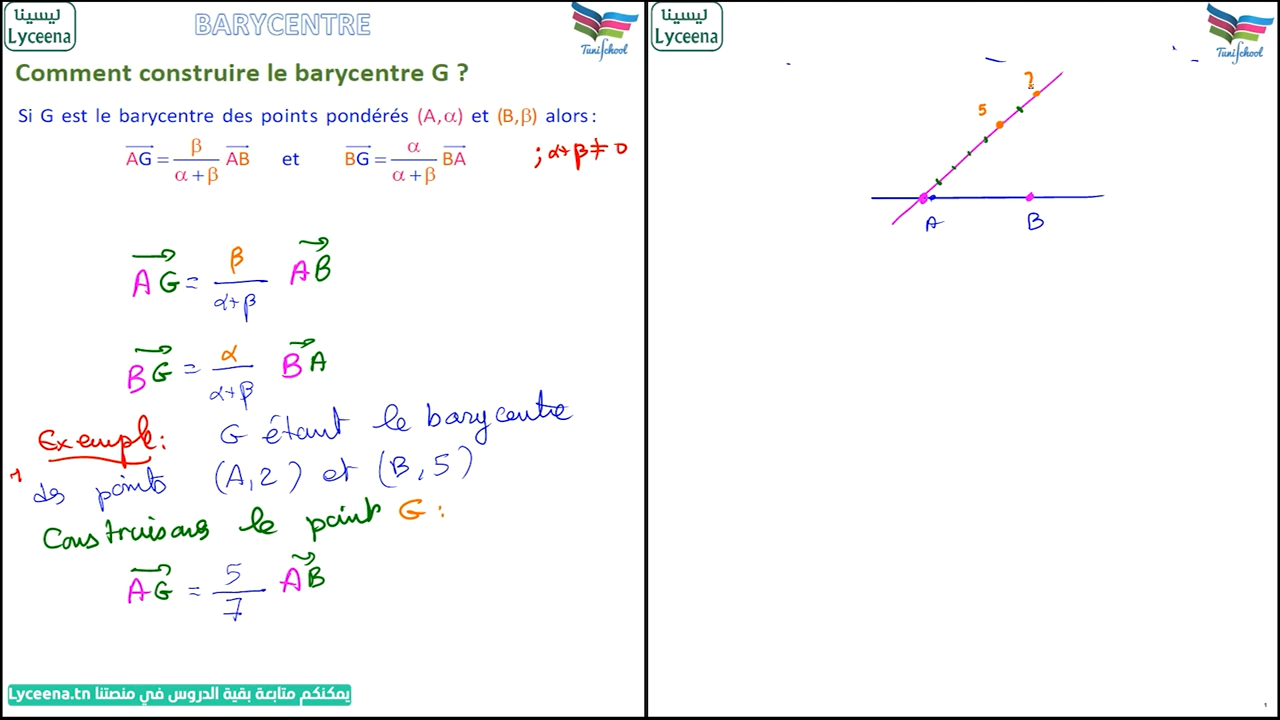 ليسينا
Lyceena
BARYCENTRE
TuniSchool
Comment construire le barycentre G ?
Si G est le barycentre des points pondérés (A,α) et (B,β) alors :
AG = β/(α+β) AB et BG = α/(α+β) BA ; α+β ≠ 0
AG = β/(α+β) AB
BG = α/(α+β) BA
Exemple: G étant le barycentre
des points (A,2) et (B,5)
Construisons le point G :
AG = 5/7 AB
Lyceena.tn يمكنكم متابعة بقية الدروس في منصتنا
ليسينا
Lyceena
TuniSchool
5
A B
1